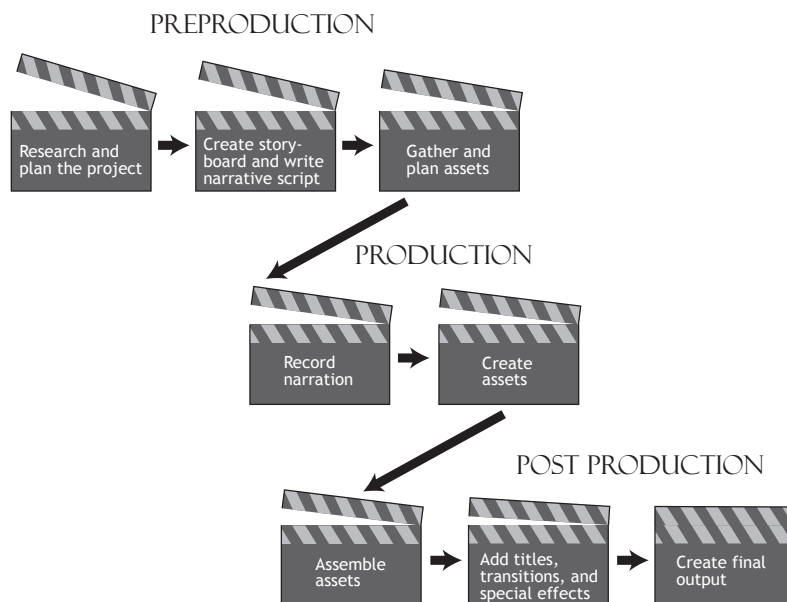 PREPRODUCTION
Research and
plan the project
Create story-
board and write
narrative script
Gather and
plan assets
PRODUCTION
Record
narration
Create
assets
POST PRODUCTION
Assemble
assets
Add titles,
transitions, and
special effects
Create final
output